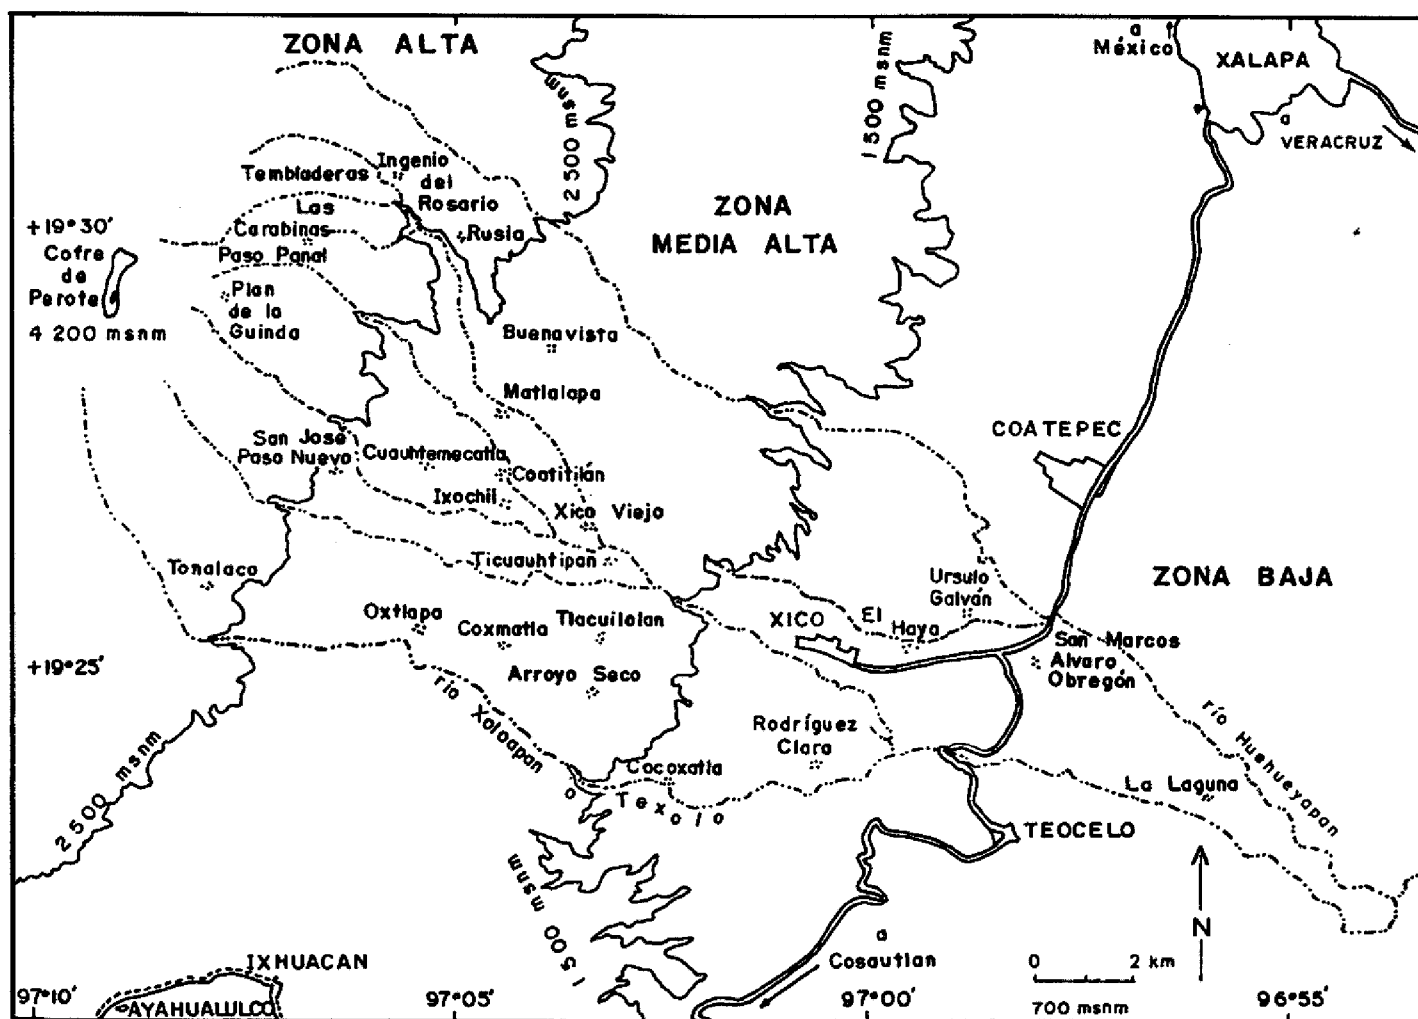 ZONA ALTA
2 500 msnm
1 500 msnm
a
México
XALAPA
a
VERACRUZ
Tembladeras
Ingenio
del
Rosario
Las
Carabinas
Rusia
Paso Panal
+19°30'
Cofre
de
Perote
4 200 msnm
Plan
de la
Guinda
ZONA
MEDIA ALTA
Buenavista
Matlalapa
COATEPEC
San José
Paso Nuevo
Cuauhtemecatla
Coatitilán
Ixochil
Xico Viejo
Ticuauhtipan
Tonalaco
Oxtlapa
Coxmatla
Tlacuilolan
Arroyo Seco
XICO
El
Haya
Ursulo
Galván
ZONA BAJA
San Marcos
Alvaro
Obregón
+19°25'
río Xoloapan
o Texolo
Rodríguez
Clara
Cocoxatla
río Huehueyapan
La Laguna
TEOCELO
2 500 msnm
1 500 msnm
N
a
Cosautlan
0 2 km
700 msnm
IXHUACAN
AYAHUALULCO
97°10'
97°05'
97°00'
96°55'